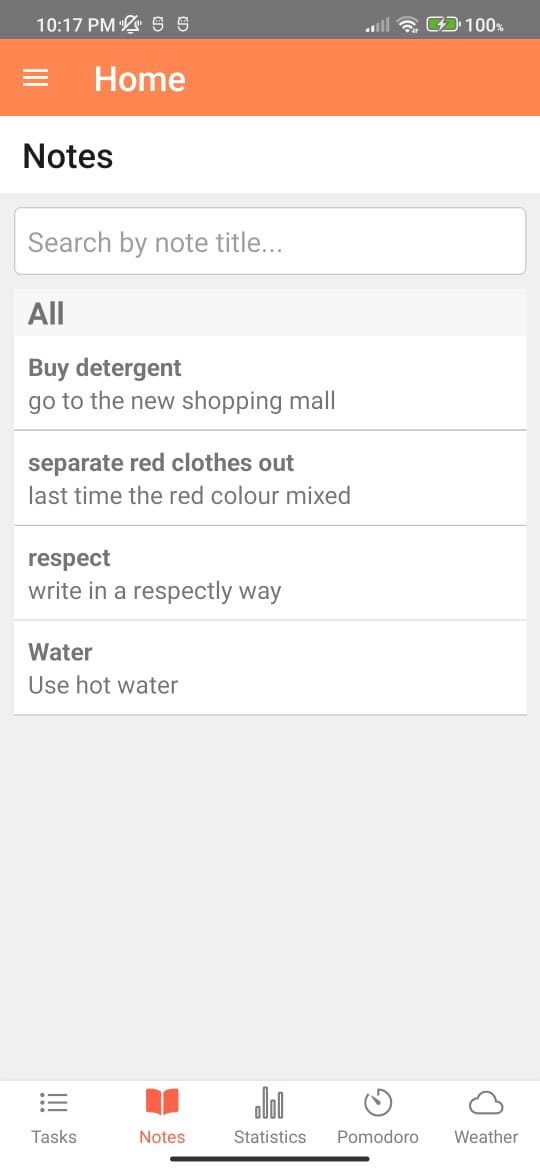 10:17 PM 100%
Home
Notes
Search by note title...
All
Buy detergent
go to the new shopping mall
separate red clothes out
last time the red colour mixed
respect
write in a respectly way
Water
Use hot water
Tasks Notes Statistics Pomodoro Weather